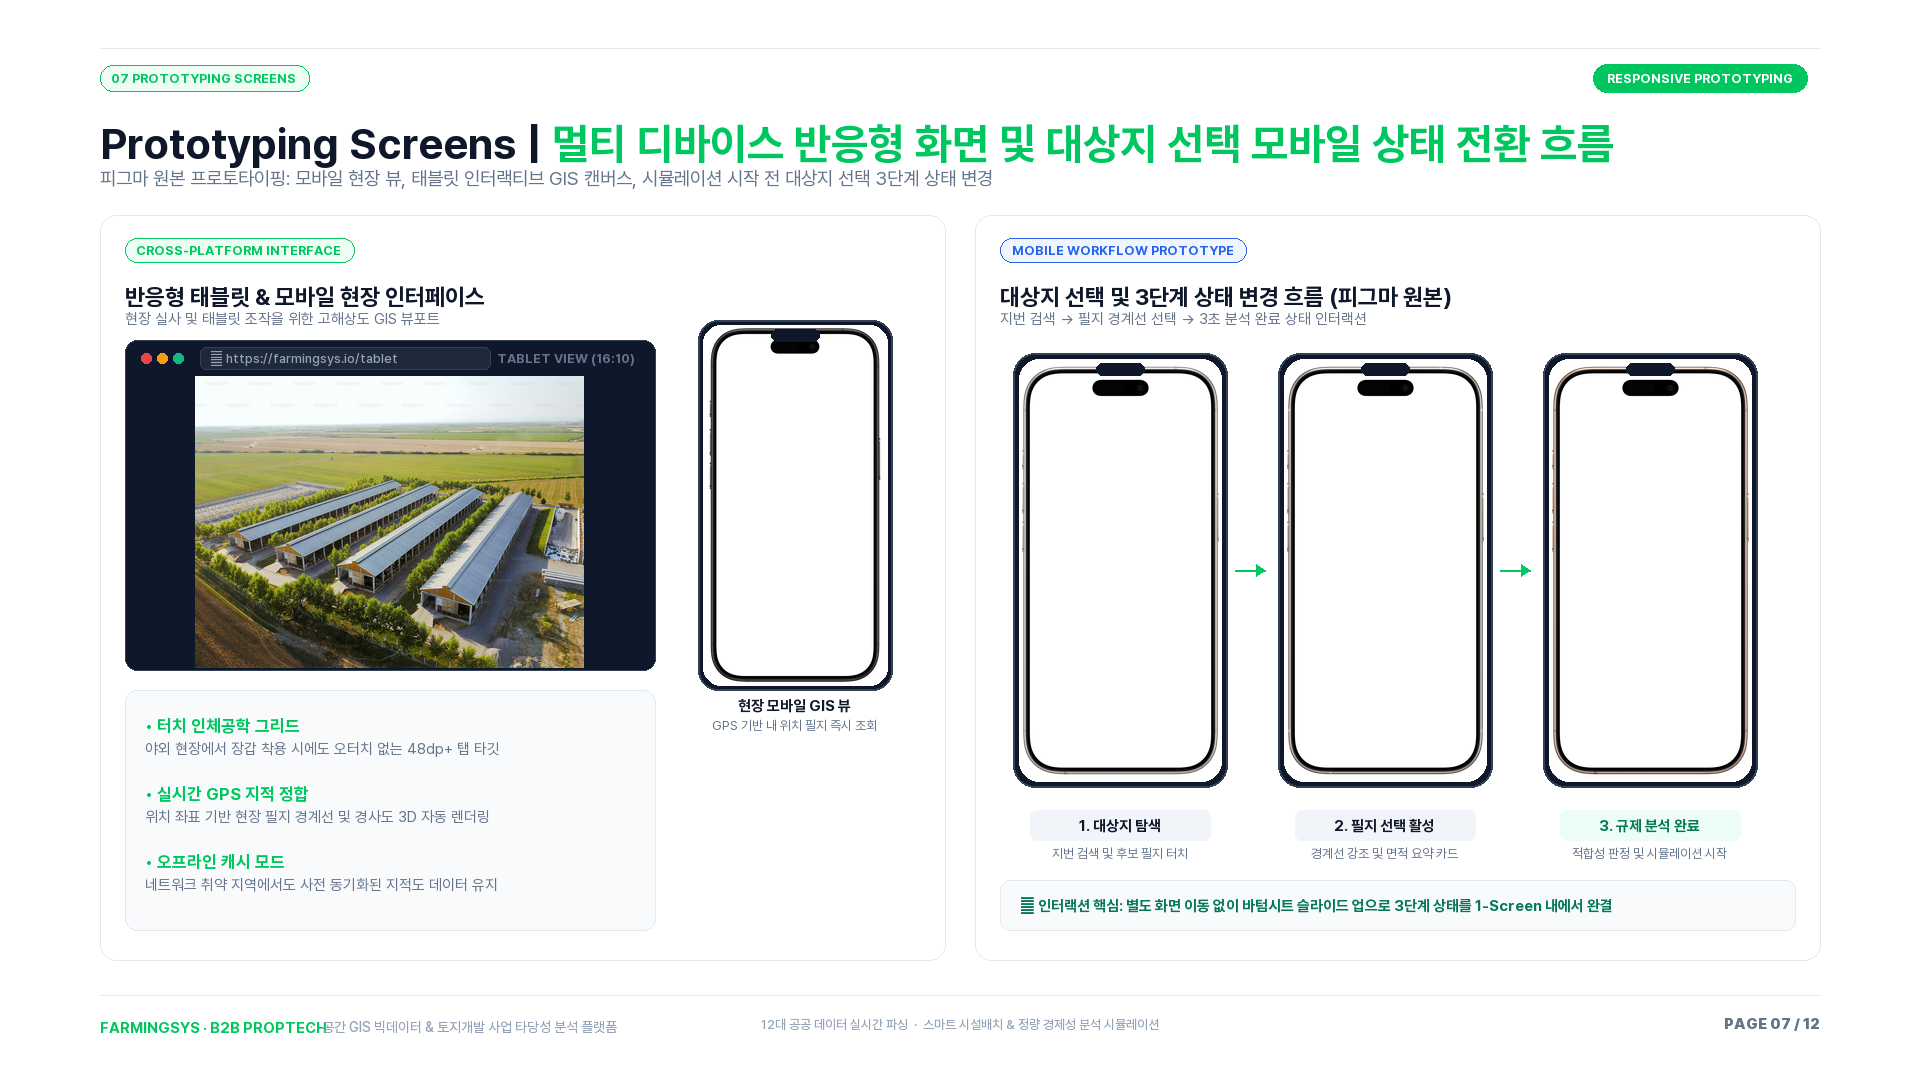 07 PROTOTYPING SCREENS
RESPONSIVE PROTOTYPING
Prototyping Screens | 멀티 디바이스 반응형 화면 및 대상지 선택 모바일 상태 전환 흐름
피그마 원본 프로토타이핑: 모바일 현장 뷰, 태블릿 인터랙티브 GIS 캔버스, 시뮬레이션 시작 전 대상지 선택 3단계 상태 변경
CROSS-PLATFORM INTERFACE
반응형 태블릿 & 모바일 현장 인터페이스
현장 실사 및 태블릿 조작을 위한 고해상도 GIS 뷰포트
https://farmingsys.io/tablet
TABLET VIEW (16:10)
현장 모바일 GIS 뷰
GPS 기반 내 위치 필지 즉시 조회
• 터치 인체공학 그리드
야외 현장에서 장갑 착용 시에도 오터치 없는 48dp+ 탭 타깃
• 실시간 GPS 지적 정합
위치 좌표 기반 현장 필지 경계선 및 경사도 3D 자동 렌더링
• 오프라인 캐시 모드
네트워크 취약 지역에서도 사전 동기화된 지적도 데이터 유지
MOBILE WORKFLOW PROTOTYPE
대상지 선택 및 3단계 상태 변경 흐름 (피그마 원본)
지번 검색 → 필지 경계선 선택 → 3초 분석 완료 상태 인터랙션
1. 대상지 탐색
지번 검색 및 후보 필지 터치
2. 필지 선택 활성
경계선 강조 및 면적 요약 카드
3. 규제 분석 완료
적합성 판정 및 시뮬레이션 시작
인터랙션 핵심: 별도 화면 이동 없이 바텀시트 슬라이드 업으로 3단계 상태를 1-Screen 내에서 완결
FARMINGSYS · B2B PROPTECH
공간 GIS 빅데이터 & 토지개발 사업 타당성 분석 플랫폼
12대 공공 데이터 실시간 파싱 · 스마트 시설배치 & 정량 경제성 분석 시뮬레이션
PAGE 07 / 12